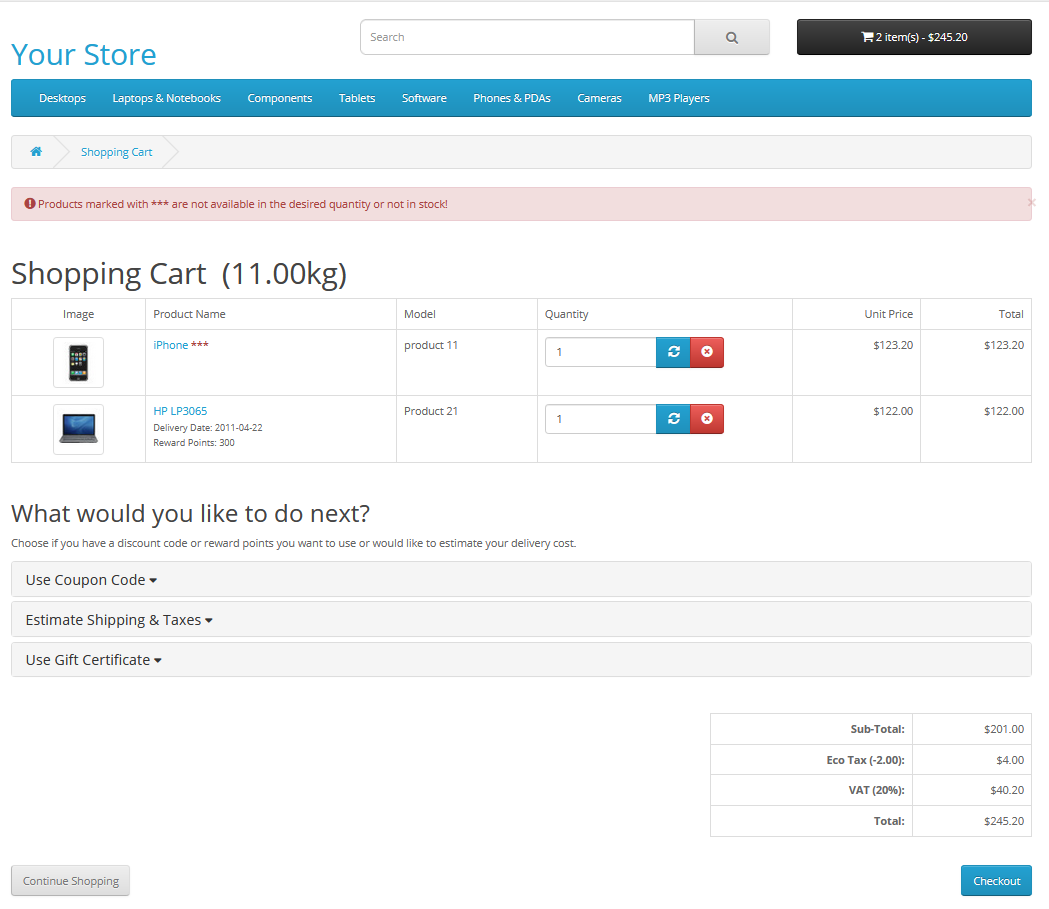 Your Store
Search
2 item(s) - $245.20
Desktops Laptops & Notebooks Components Tablets Software Phones & PDAs Cameras MP3 Players
Shopping Cart
Products marked with *** are not available in the desired quantity or not in stock!
×
Shopping Cart (11.00kg)
Image Product Name Model Quantity Unit Price Total
iPhone *** product 11 1 $123.20 $123.20
HP LP3065 Product 21 1 $122.00 $122.00
Delivery Date: 2011-04-22
Reward Points: 300
What would you like to do next?
Choose if you have a discount code or reward points you want to use or would like to estimate your delivery cost.
Use Coupon Code
Estimate Shipping & Taxes
Use Gift Certificate
Sub-Total: $201.00
Eco Tax (-2.00): $4.00
VAT (20%): $40.20
Total: $245.20
Continue Shopping Checkout